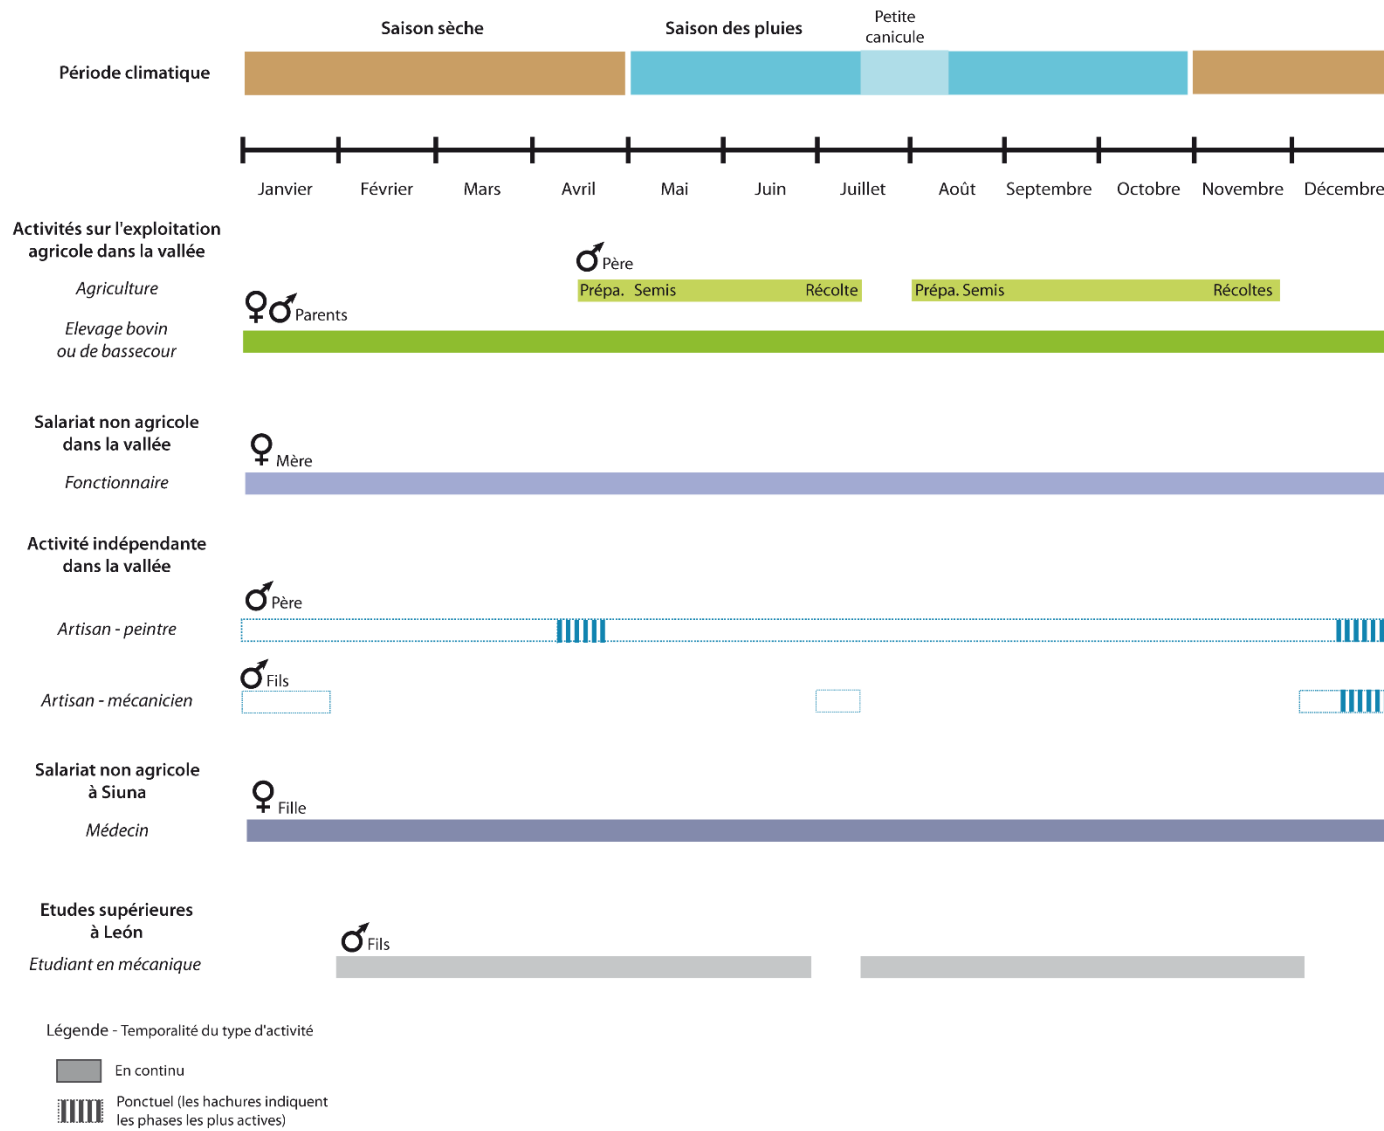 Saison sèche
Saison des pluies
Petite
canicule
Période climatique
Janvier Février Mars Avril Mai Juin Juillet Août Septembre Octobre Novembre Décembre
Activités sur l'exploitation
agricole dans la vallée
Père
Agriculture
Prépa. Semis Récolte Prépa. Semis Récoltes
Parents
Elevage bovin
ou de bassecour
Salariat non agricole
dans la vallée
Mère
Fonctionnaire
Activité indépendante
dans la vallée
Père
Artisan - peintre
Fils
Artisan - mécanicien
Salariat non agricole
à Siuna
Fille
Médecin
Etudes supérieures
à León
Fils
Etudiant en mécanique
Légende - Temporalité du type d'activité
En continu
Ponctuel (les hachures indiquent
les phases les plus actives)